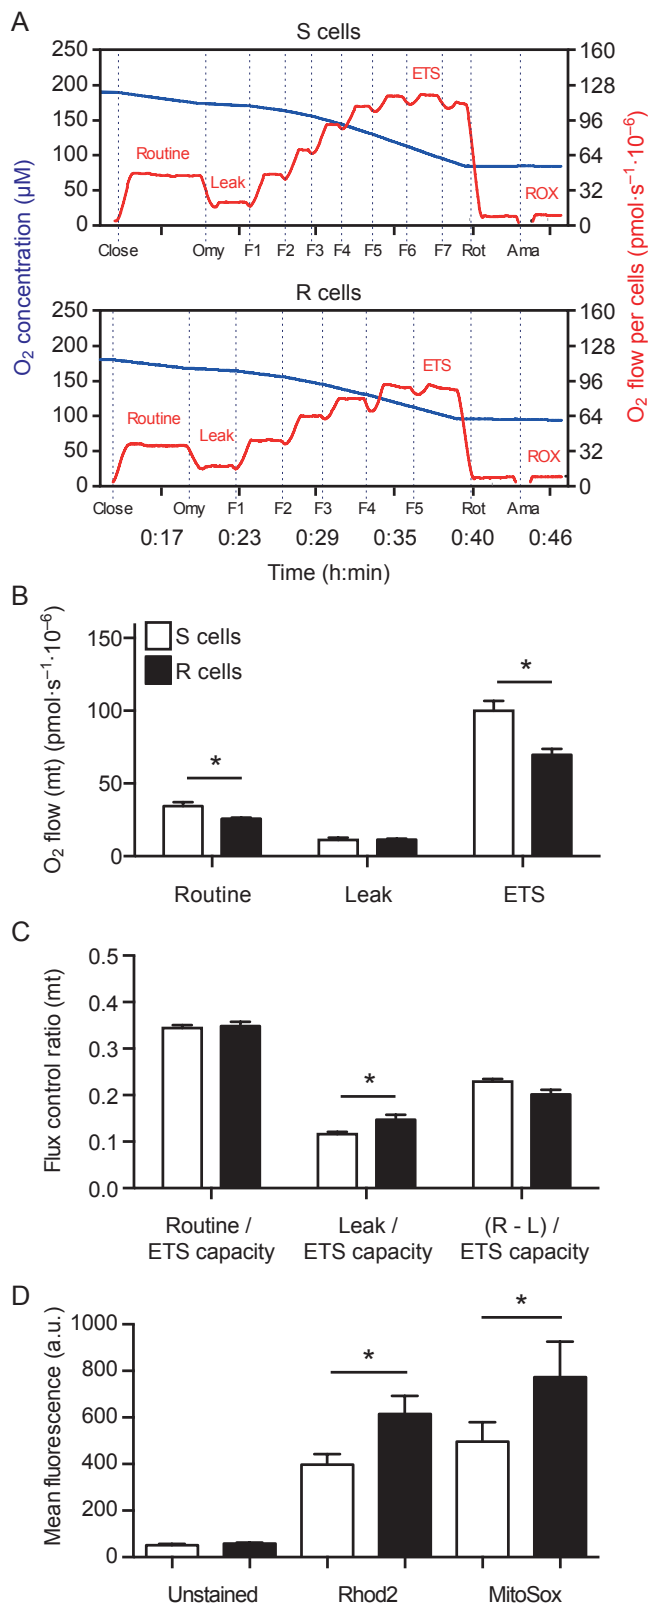 A
S cells
250
200
150
100
50
0
160
128
96
64
32
0
Routine
Leak
ETS
ROX
Close Omy F1 F2 F3 F4 F5 F6 F7 Rot Ama
R cells
250
200
150
100
50
0
160
128
96
64
32
0
Routine
Leak
ETS
ROX
Close Omy F1 F2 F3 F4 F5 Rot Ama
0:17 0:23 0:29 0:35 0:40 0:46
Time (h:min)
O₂ concentration (µM)
O₂ flow per cells (pmol·s⁻¹·10⁻⁶)
B
O₂ flow (mt) (pmol·s⁻¹·10⁻⁶)
150
100
50
0
S cells
R cells
*
*
Routine Leak ETS
C
Flux control ratio (mt)
0.5
0.4
0.3
0.2
0.1
0.0
*
Routine / Leak / (R - L) /
ETS capacity ETS capacity ETS capacity
D
Mean fluorescence (a.u.)
1000
800
600
400
200
0
*
*
Unstained Rhod2 MitoSox